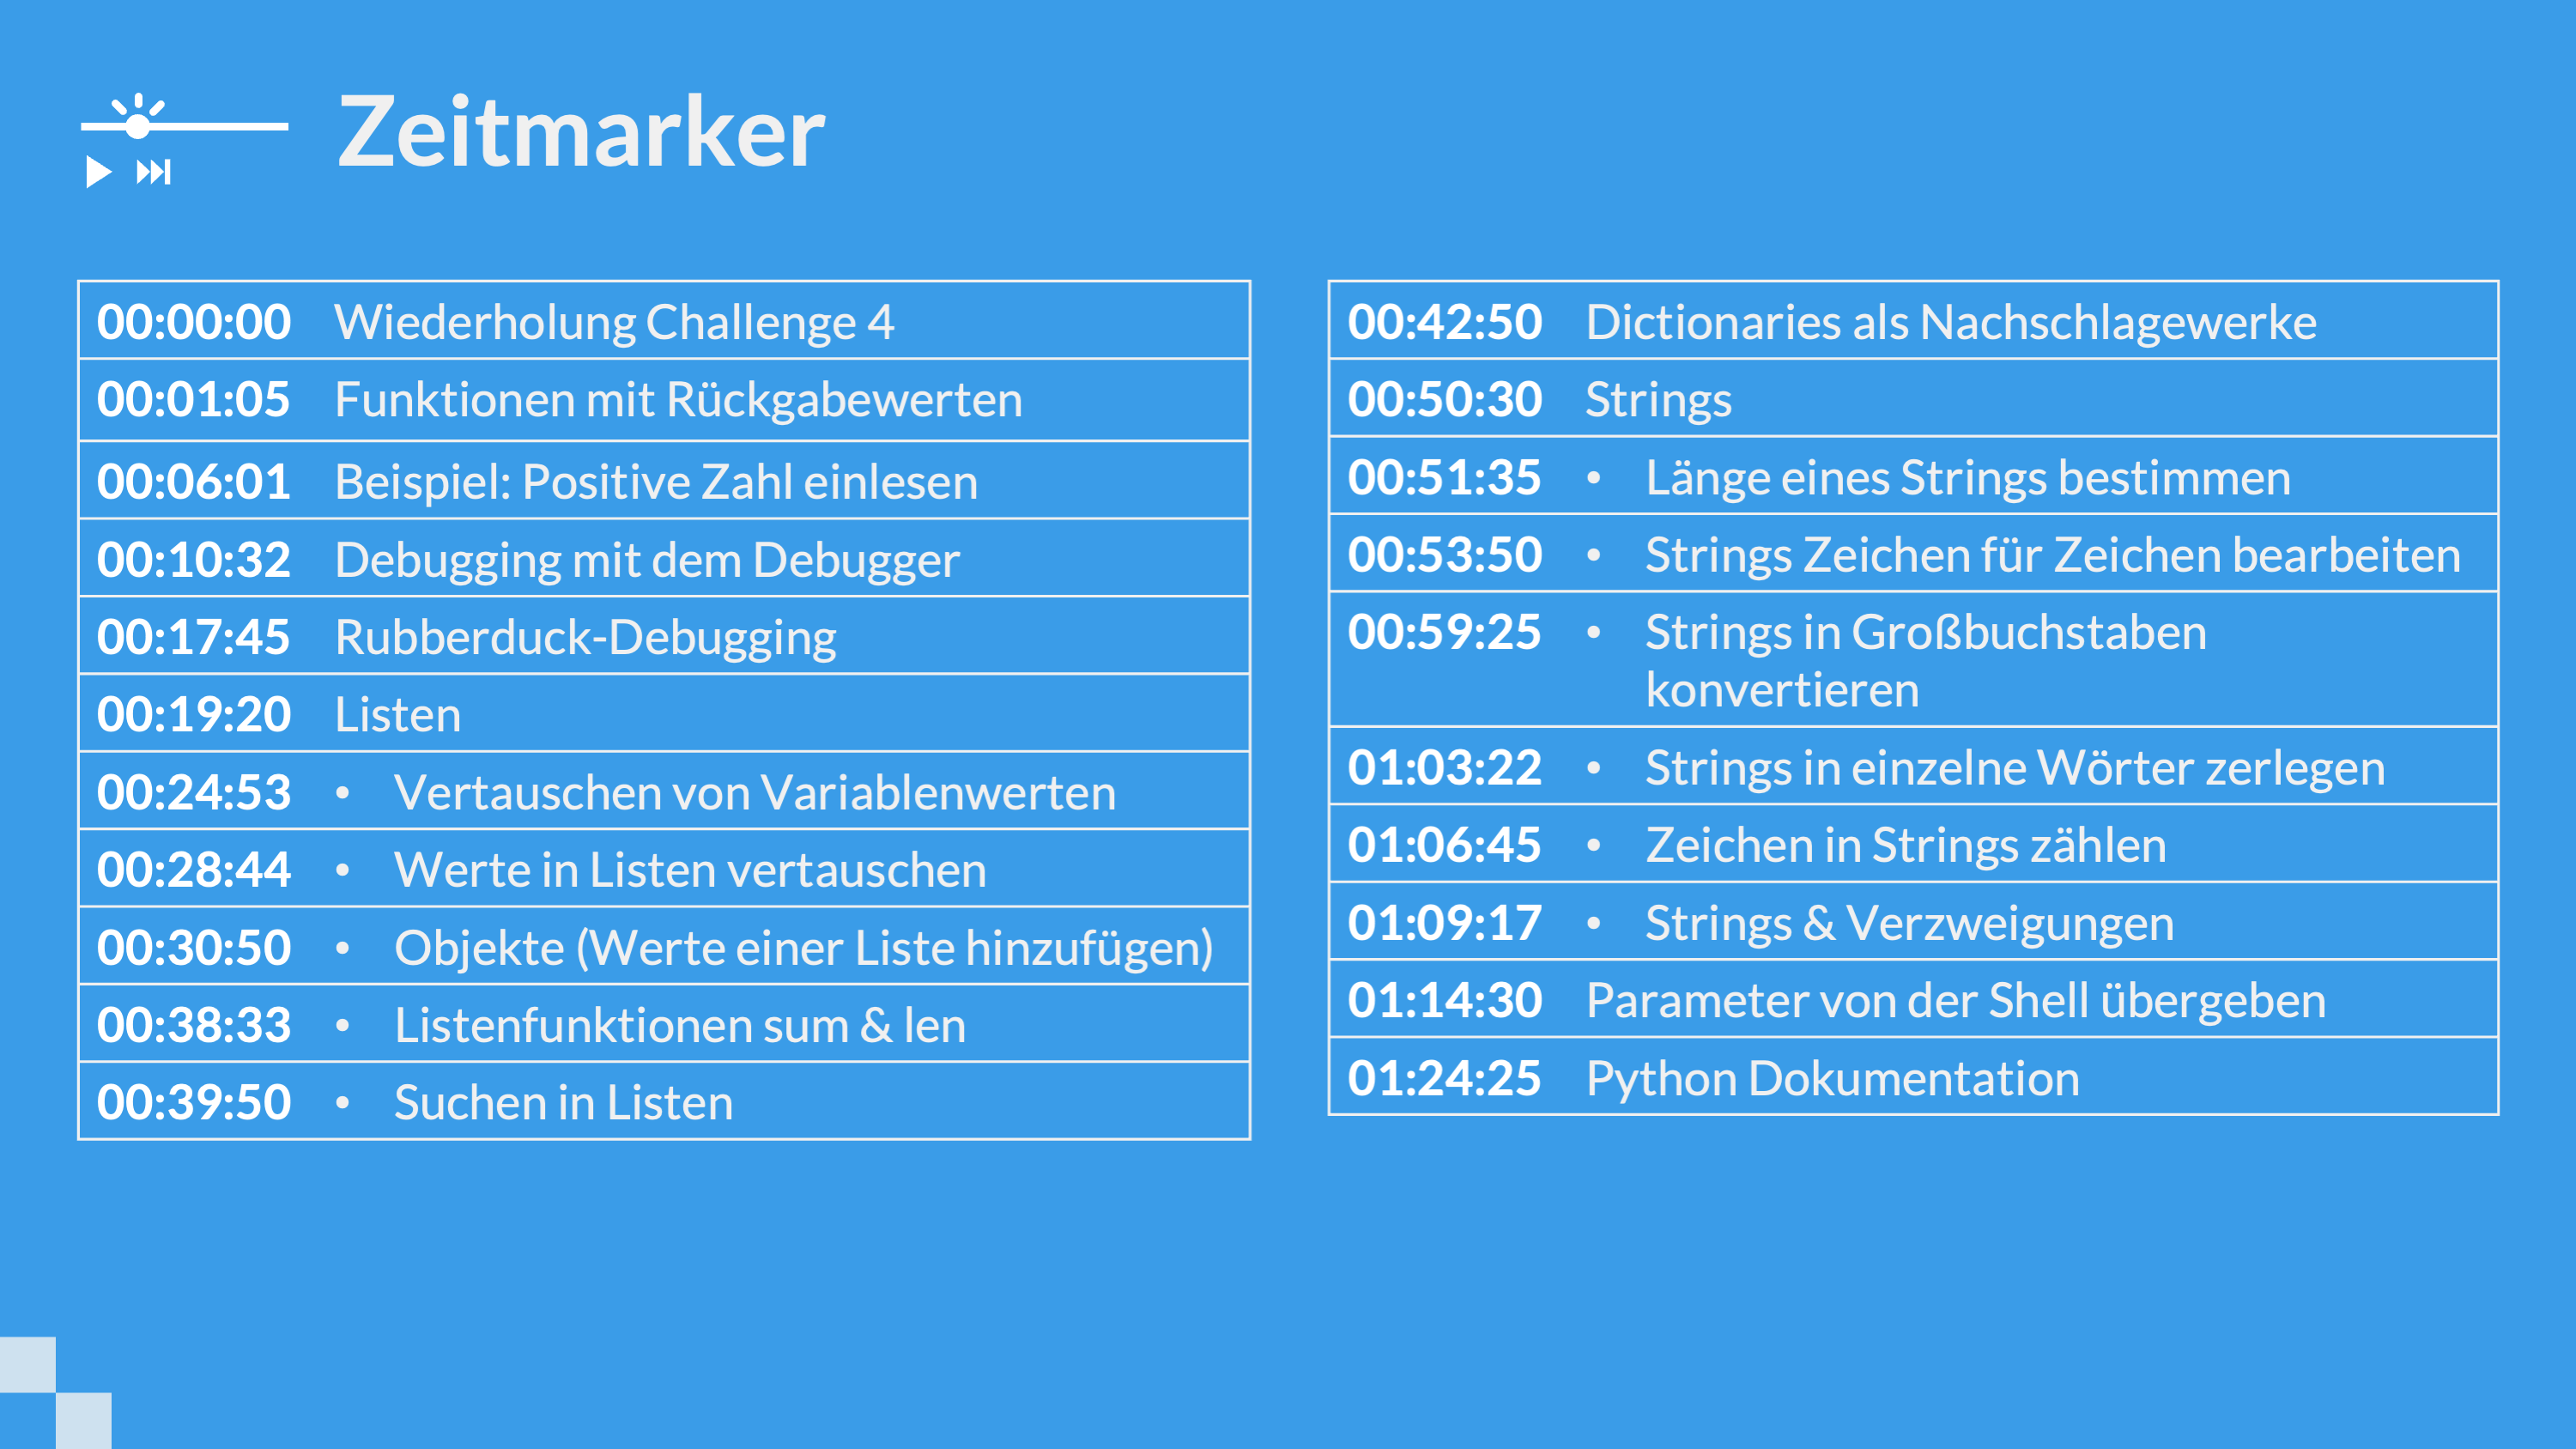 Zeitmarker
00:00:00 Wiederholung Challenge 4
00:01:05 Funktionen mit Rückgabewerten
00:06:01 Beispiel: Positive Zahl einlesen
00:10:32 Debugging mit dem Debugger
00:17:45 Rubberduck-Debugging
00:19:20 Listen
00:24:53 • Vertauschen von Variablenwerten
00:28:44 • Werte in Listen vertauschen
00:30:50 • Objekte (Werte einer Liste hinzufügen)
00:38:33 • Listenfunktionen sum & len
00:39:50 • Suchen in Listen
00:42:50 Dictionaries als Nachschlagewerke
00:50:30 Strings
00:51:35 • Länge eines Strings bestimmen
00:53:50 • Strings Zeichen für Zeichen bearbeiten
00:59:25 • Strings in Großbuchstaben
konvertieren
01:03:22 • Strings in einzelne Wörter zerlegen
01:06:45 • Zeichen in Strings zählen
01:09:17 • Strings & Verzweigungen
01:14:30 Parameter von der Shell übergeben
01:24:25 Python Dokumentation